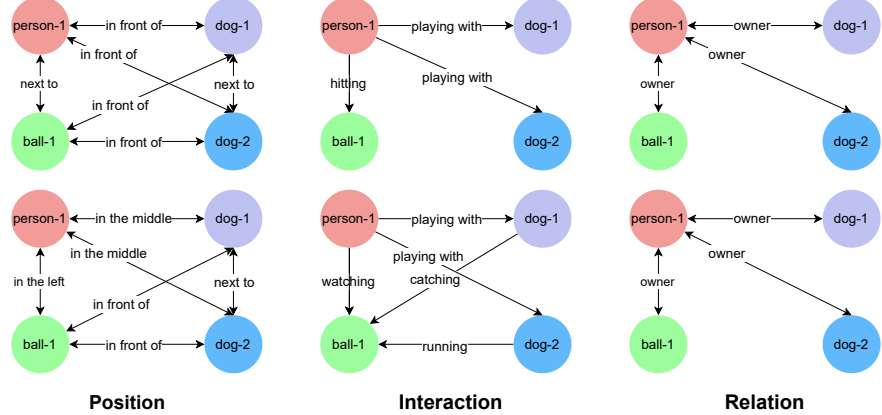 person-1
in front of
dog-1
in front of
next to
next to
in front of
ball-1
in front of
dog-2
person-1
playing with
dog-1
hitting
playing with
ball-1
dog-2
person-1
owner
dog-1
owner
owner
ball-1
dog-2
person-1
in the middle
dog-1
in the middle
in the left
next to
in front of
ball-1
in front of
dog-2
person-1
playing with
dog-1
playing with
watching
catching
ball-1
running
dog-2
person-1
owner
dog-1
owner
owner
ball-1
dog-2
Position
Interaction
Relation